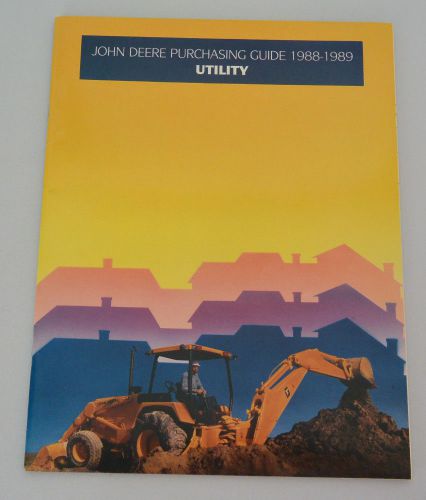 JOHN DEERE PURCHASING GUIDE 1988-1989
UTILITY